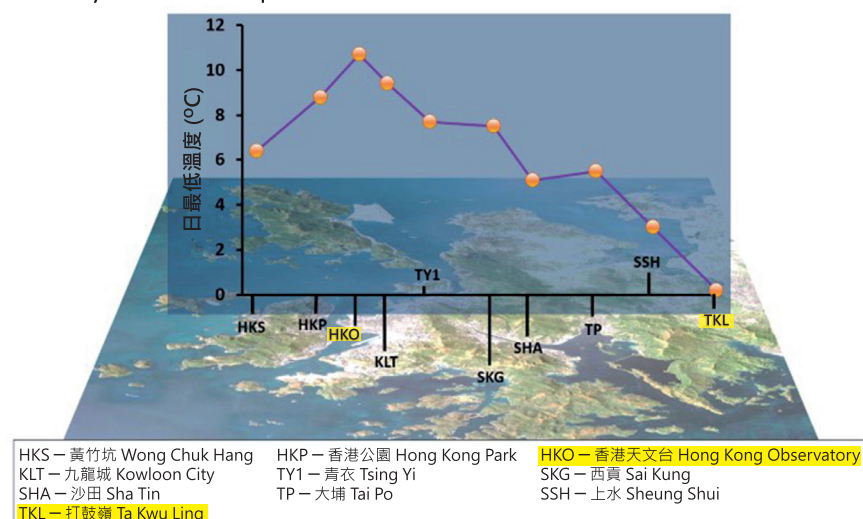 日最低溫度 (⁰C)
12
10
8
6
4
2
0
HKS
HKP
HKO
KLT
TY1
SKG
SHA
TP
SSH
TKL
HKS － 黃竹坑 Wong Chuk Hang HKP－香港公園 Hong Kong Park HKO－香港天文台 Hong Kong Observatory
KLT－九龍城 Kowloon City TY1－青衣 Tsing Yi SKG－西貢 Sai Kung
SHA－沙田 Sha Tin TP－大埔 Tai Po SSH－上水 Sheung Shui
TKL－打鼓嶺 Ta Kwu Ling